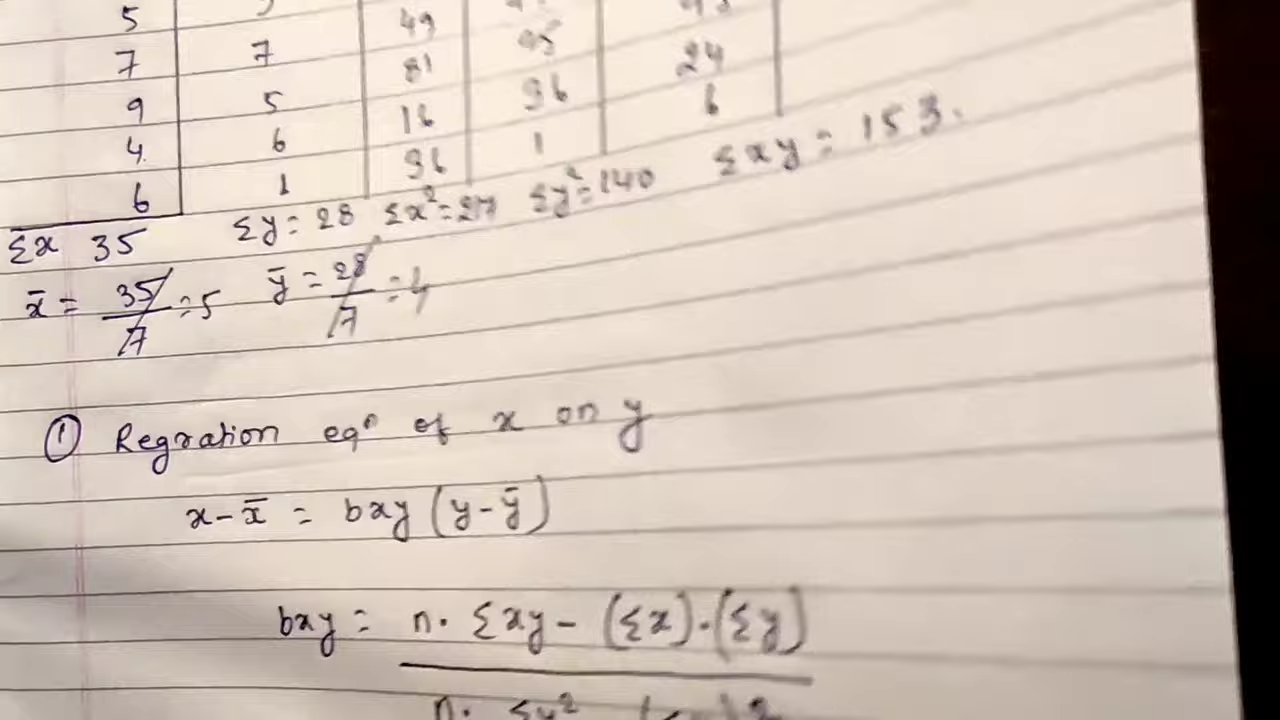 5 49
7 7 81 24
9 5 16 36 6
4 6 36 1
6 1 Σy = 28 Σx² = 217 Σy² = 140 Σxy = 153.
Σx 35
x̄ = 35/7 = 5 ȳ = 28/7 = 4
① Regration eqⁿ of x on y
x - x̄ = bxy (y - ȳ)
bxy = n. Σxy - (Σx).(Σy)
n.